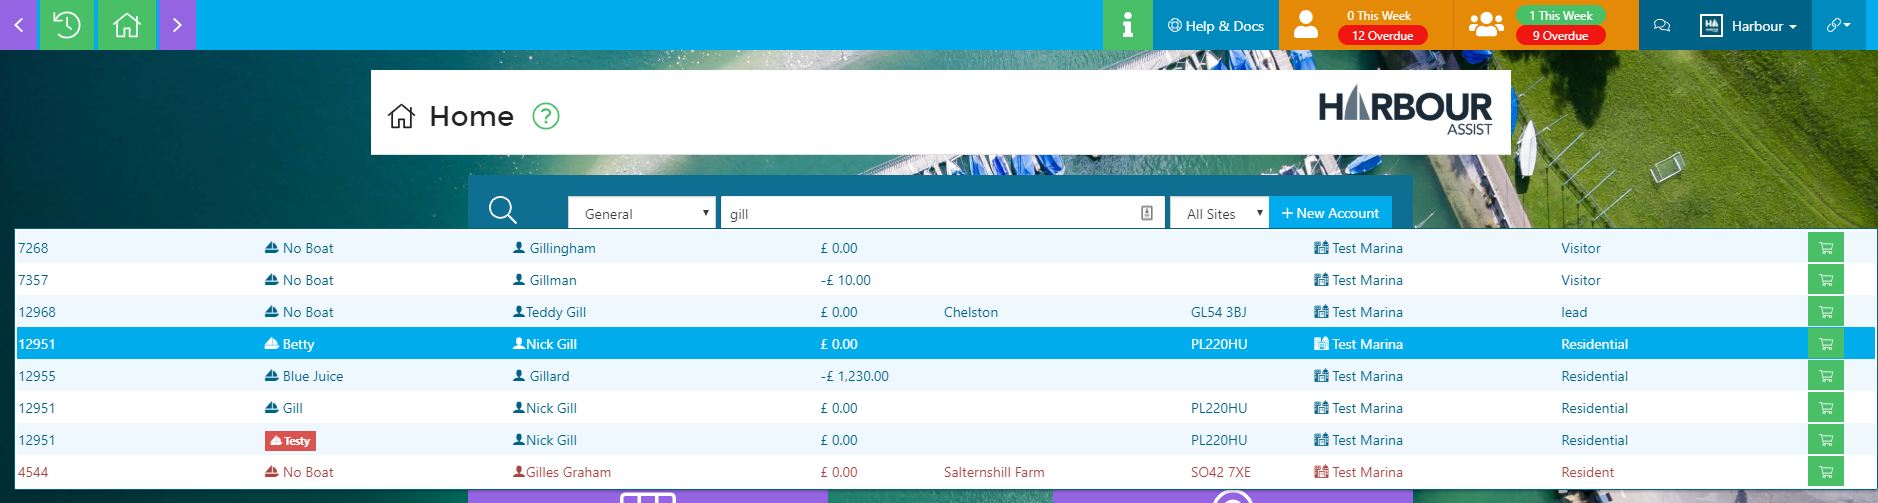 Help & Docs
0 This Week
12 Overdue
1 This Week
9 Overdue
Harbour
Home
HARBOUR
ASSIST
General gill All Sites + New Account
7268 No Boat Gillingham £ 0.00 Test Marina Visitor
7357 No Boat Gillman -£ 10.00 Test Marina Visitor
12968 No Boat Teddy Gill £ 0.00 Chelston GL54 3BJ Test Marina lead
12951 Betty Nick Gill £ 0.00 PL220HU Test Marina Residential
12955 Blue Juice Gillard -£ 1,230.00 Test Marina Residential
12951 Gill Nick Gill £ 0.00 PL220HU Test Marina Residential
12951 Testy Nick Gill £ 0.00 PL220HU Test Marina Residential
4544 No Boat Gilles Graham £ 0.00 Salternshill Farm SO42 7XE Test Marina Resident